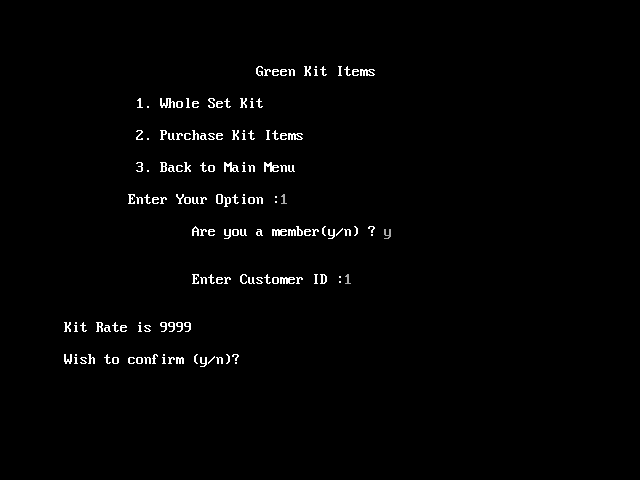 Green Kit Items
1. Whole Set Kit
2. Purchase Kit Items
3. Back to Main Menu
Enter Your Option :1
Are you a member(y/n) ? y
Enter Customer ID :1
Kit Rate is 9999
Wish to confirm (y/n)?